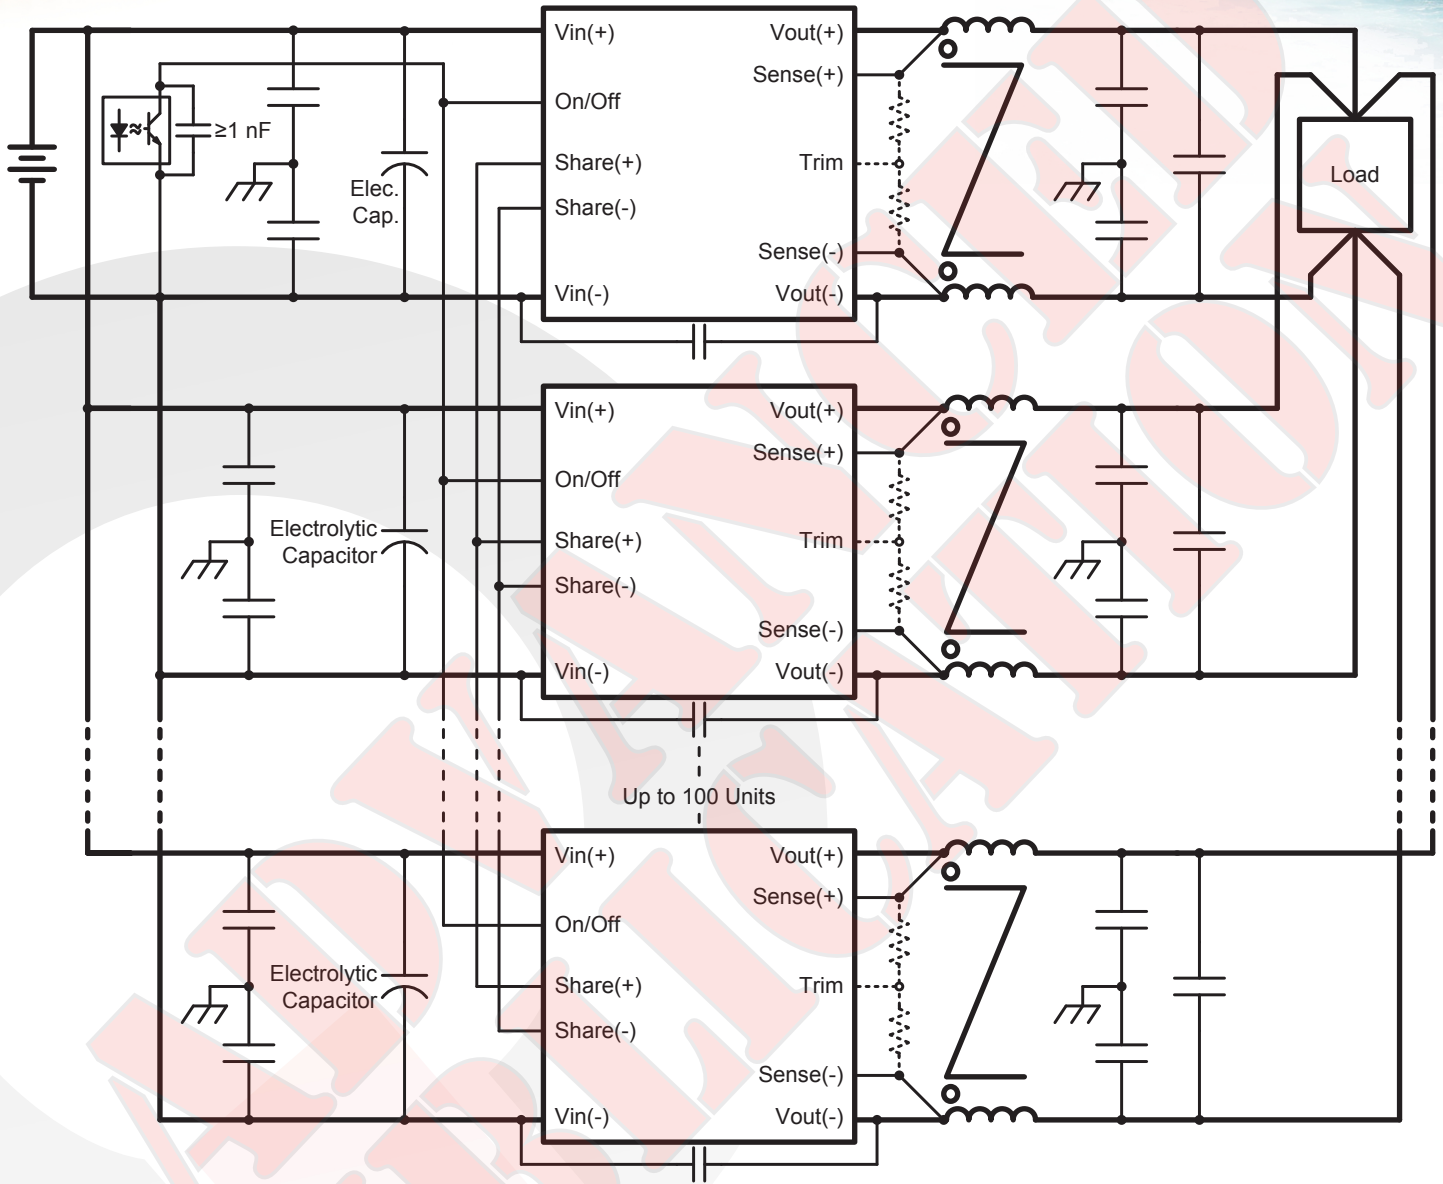 Vin(+)
Vout(+)
Sense(+)
On/Off
≥1 nF
Share(+)
Trim
Load
Elec.
Cap.
Share(-)
Sense(-)
Vin(-)
Vout(-)
Vin(+)
Vout(+)
Sense(+)
On/Off
Electrolytic
Capacitor
Share(+)
Trim
Share(-)
Sense(-)
Vin(-)
Vout(-)
Up to 100 Units
Vin(+)
Vout(+)
Sense(+)
On/Off
Electrolytic
Capacitor
Share(+)
Trim
Share(-)
Sense(-)
Vin(-)
Vout(-)
ADVANCED
PUBLICATION